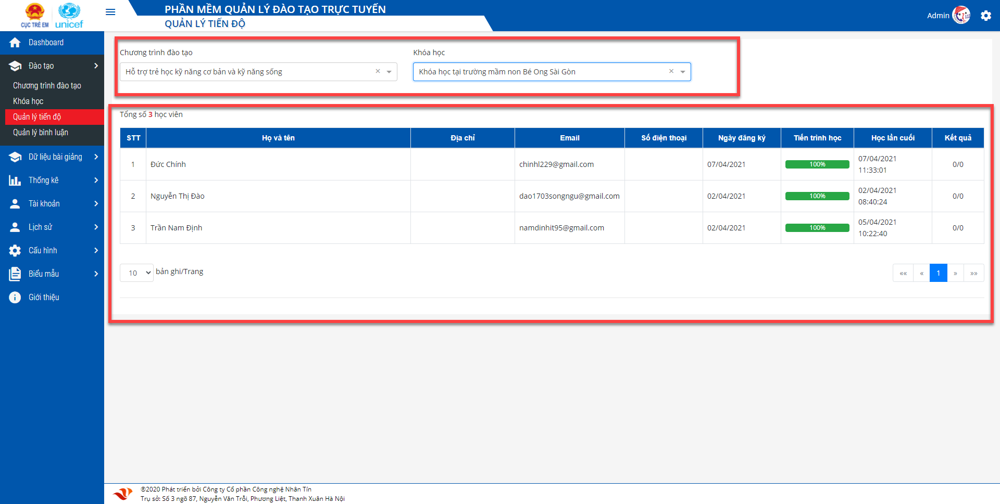 CỤC TRẺ EM
unicef
PHẦN MỀM QUẢN LÝ ĐÀO TẠO TRỰC TUYẾN
QUẢN LÝ TIẾN ĐỘ
Admin
Dashboard
Đào tạo
Chương trình đào tạo
Khóa học
Quản lý tiến độ
Quản lý bình luận
Dữ liệu bài giảng
Thống kê
Tài khoản
Lịch sử
Cấu hình
Biểu mẫu
Giới thiệu
Chương trình đào tạo
Khóa học
Hỗ trợ trẻ học kỹ năng cơ bản và kỹ năng sống × 
Khóa học tại trường mầm non Bé Ong Sài Gòn ×
Tổng số 3 học viên
STT Họ và tên Địa chỉ Email Số điện thoại Ngày đăng ký Tiến trình học Học lần cuối Kết quả
1 Đức Chính chinhl229@gmail.com 07/04/2021 100% 07/04/2021 11:33:01 0/0
2 Nguyễn Thị Đào dao1703songngu@gmail.com 02/04/2021 100% 02/04/2021 08:40:24 0/0
3 Trần Nam Định namdinhit95@gmail.com 02/04/2021 100% 05/04/2021 10:22:40 0/0
10 bản ghi/Trang
«« « 1 » »»
®2020 Phát triển bởi Công ty Cổ phần Công nghệ Nhân Tín
Trụ sở: Số 3 ngõ 87, Nguyễn Văn Trỗi, Phương Liệt, Thanh Xuân Hà Nội